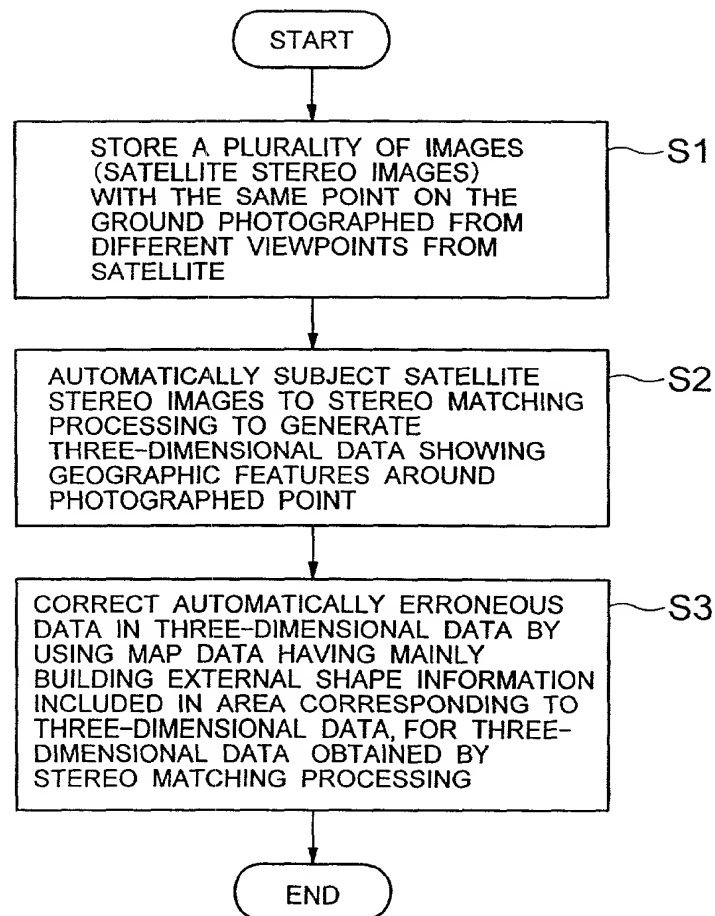 START
STORE A PLURALITY OF IMAGES
(SATELLITE STEREO IMAGES)
WITH THE SAME POINT ON THE
GROUND PHOTOGRAPHED FROM
DIFFERENT VIEWPOINTS FROM
SATELLITE
S1
AUTOMATICALLY SUBJECT SATELLITE
STEREO IMAGES TO STEREO MATCHING
PROCESSING TO GENERATE
THREE-DIMENSIONAL DATA SHOWING
GEOGRAPHIC FEATURES AROUND
PHOTOGRAPHED POINT
S2
CORRECT AUTOMATICALLY ERRONEOUS
DATA IN THREE-DIMENSIONAL DATA BY
USING MAP DATA HAVING MAINLY
BUILDING EXTERNAL SHAPE INFORMATION
INCLUDED IN AREA CORRESPONDING TO
THREE-DIMENSIONAL DATA, FOR THREE-
DIMENSIONAL DATA OBTAINED BY
STEREO MATCHING PROCESSING
S3
END